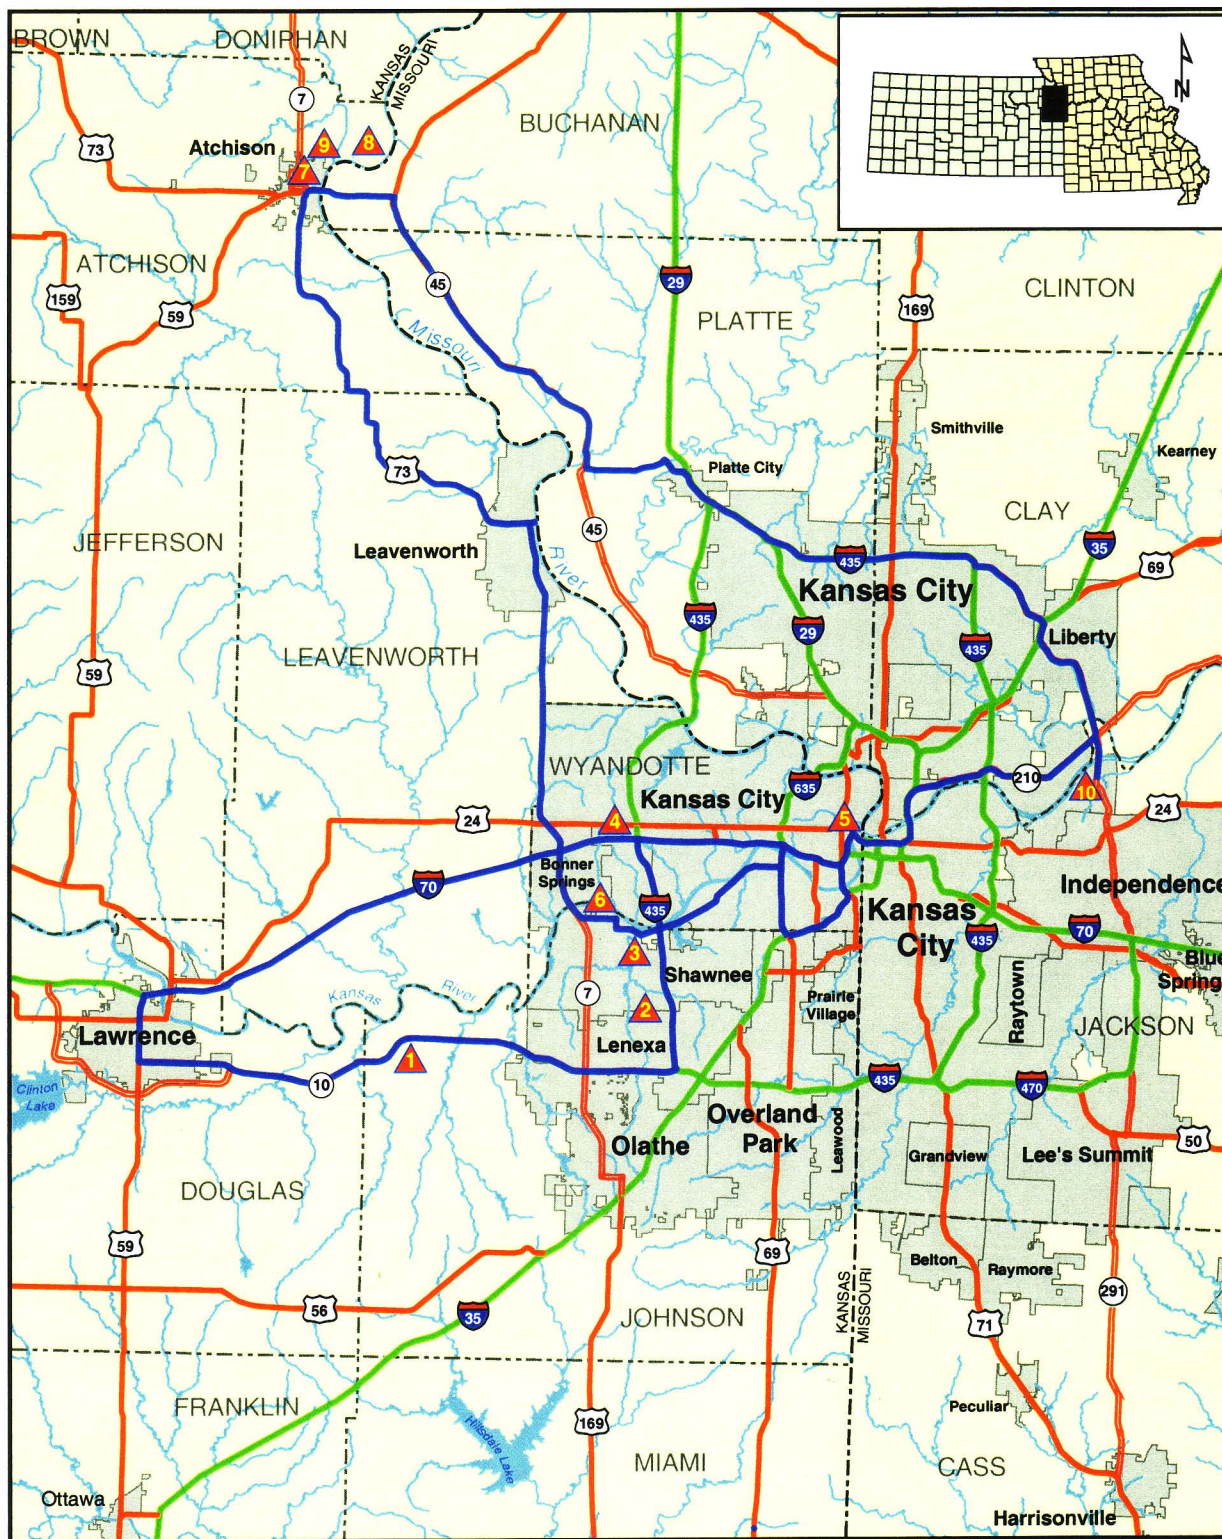 BROWN
DONIPHAN
KANSAS
MISSOURI
7
73
Atchison
9
8
7
BUCHANAN
N
ATCHISON
159
59
45
Missouri
29
PLATTE
169
CLINTON
Smithville
Kearney
Platte City
73
CLAY
JEFFERSON
Leavenworth
45
River
435
35
69
Kansas City
435
29
435
Liberty
LEAVENWORTH
59
WYANDOTTE
Kansas City
635
210
10
24
4
5
24
Bonner
Springs
70
6
435
Independence
Kansas
City
435
70
3
Shawnee
Blue
Spring
Kansas
River
7
2
Prairie
Village
Raytown
JACKSON
Lawrence
Lenexa
1
10
Clinton
Lake
435
470
Overland
Park
Leawood
Olathe
Grandview
Lee's Summit
50
DOUGLAS
59
69
Belton
Raymore
KANSAS
MISSOURI
56
35
JOHNSON
71
291
FRANKLIN
Peculiar
169
Hillsdale Lake
MIAMI
CASS
Ottawa
Harrisonville